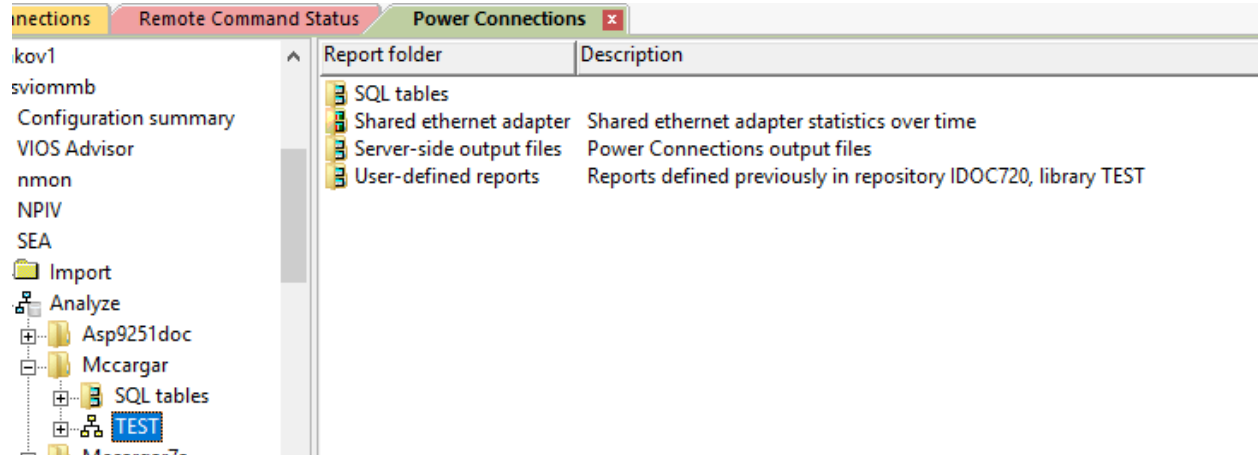 nnections Remote Command Status Power Connections x
kov1
sviommb
Configuration summary
VIOS Advisor
nmon
NPIV
SEA
Import
Analyze
Asp9251doc
Mccargar
SQL tables
TEST
Report folder Description
SQL tables
Shared ethernet adapter Shared ethernet adapter statistics over time
Server-side output files Power Connections output files
User-defined reports Reports defined previously in repository IDOC720, library TEST